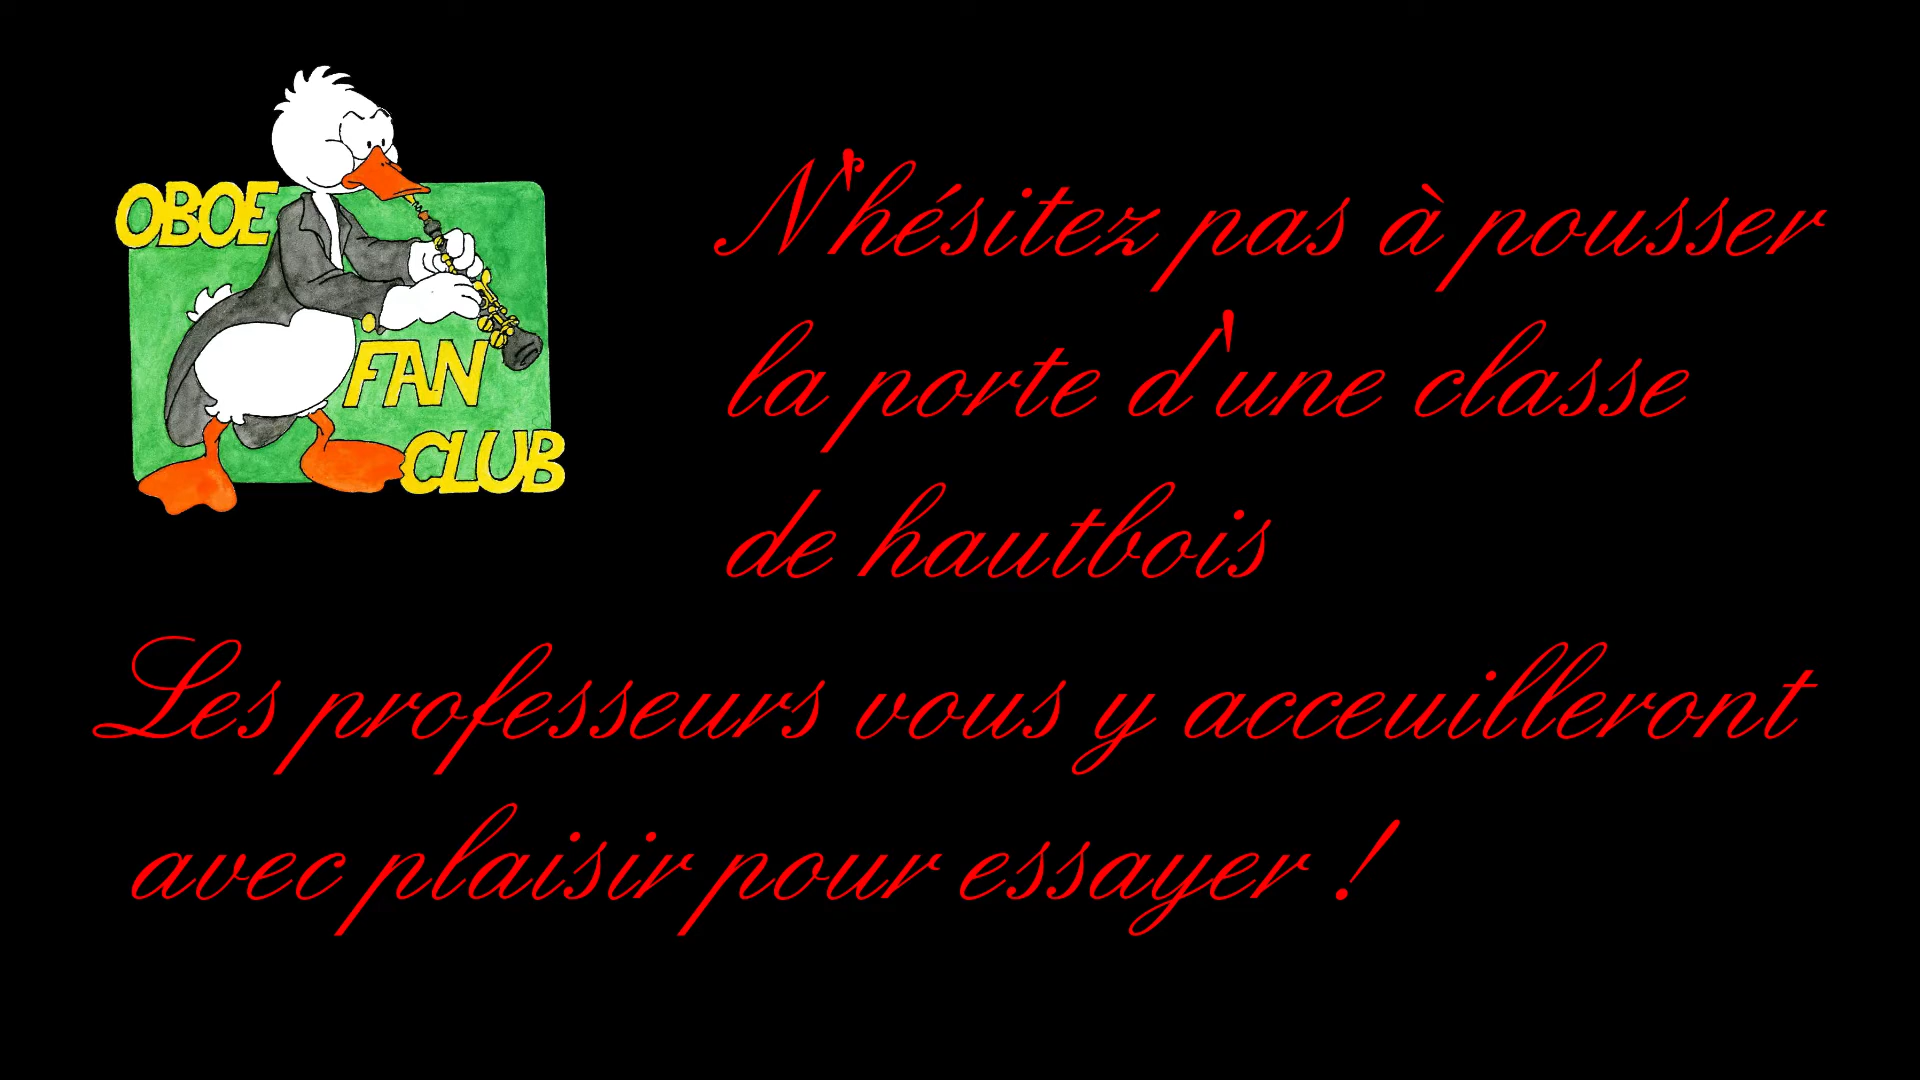 OBOE
FAN
CLUB
N'hésitez pas à pousser
la porte d'une classe
de hautbois
Les professeurs vous y acceuilleront
avec plaisir pour essayer !